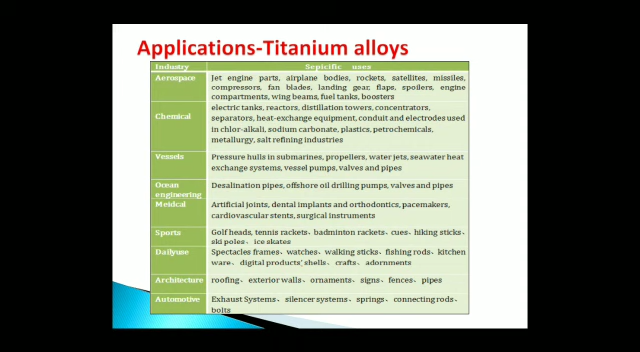 Applications-Titanium alloys
Industry Sepicific uses
Aerospace Jet engine parts, airplane bodies, rockets, satellites, missiles,
compressors, fan blades, landing gear, flaps, spoilers, engine
compartments, wing beams, fuel tanks, boosters
electric tanks, reactors, distillation towers, concentrators,
Chemical separators, heat-exchange equipment, conduit and electrodes used
in chlor-alkali, sodium carbonate, plastics, petrochemicals,
metallurgy, salt refining industries
Vessels Pressure hulls in submarines, propellers, water jets, seawater heat
exchange systems, vessel pumps, valves and pipes
Ocean Desalination pipes, offshore oil drilling pumps, valves and pipes
engineering
Meidcal Artificial joints, dental implants and orthodontics, pacemakers,
cardiovascular stents, surgical instruments
Sports Golf heads, tennis rackets、badminton rackets、cues、hiking sticks、
ski poles、ice skates
Dailyuse Spectacles frames、watches、walking sticks、fishing rods、kitchen
ware、digital products' shells、crafts、adornments
Architecture roofing、exterior walls、ornaments、signs、fences、pipes
Automotive Exhaust Systems、silencer systems、springs、connecting rods、
bolts